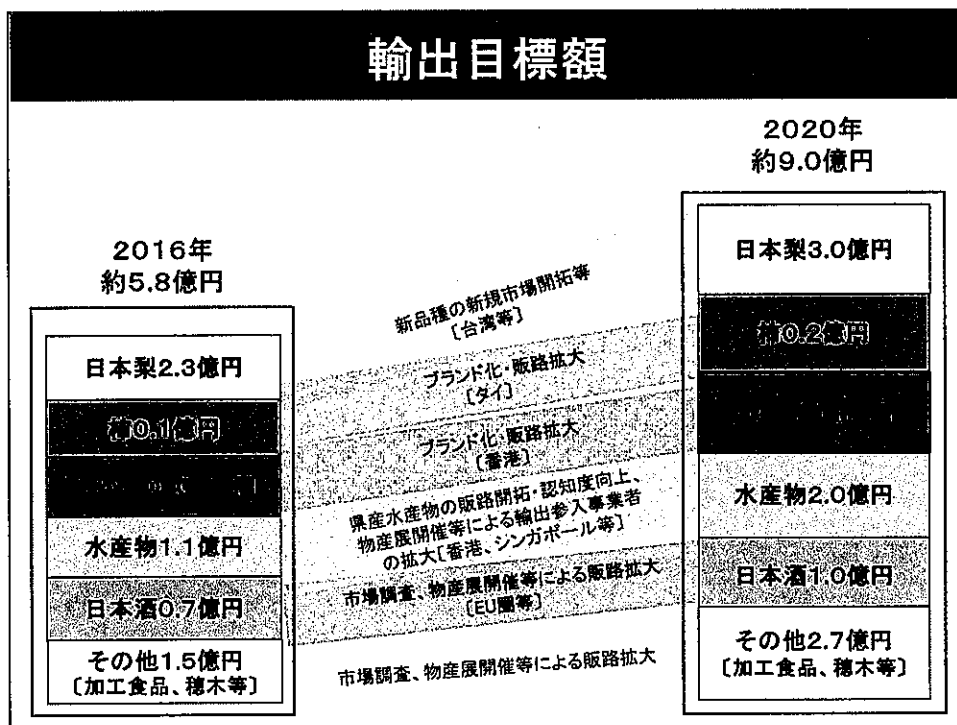 輸出目標額
2016年
約5.8億円
日本梨2.3億円
柿0.1億円
水産物1.1億円
日本酒0.7億円
その他1.5億円
〔加工食品、穂木等〕
新品種の新規市場開拓等
〔台湾等〕
ブランド化・販路拡大
〔タイ〕
ブランド化・販路拡大
〔香港〕
県産水産物の販路開拓・認知度向上、
物産展開催等による輸出参入事業者
の拡大〔香港、シンガポール等〕
市場調査、物産展開催等による販路拡大
〔EU圏等〕
市場調査、物産展開催等による販路拡大
2020年
約9.0億円
日本梨3.0億円
柿0.2億円
水産物2.0億円
日本酒1.0億円
その他2.7億円
〔加工食品、穂木等〕